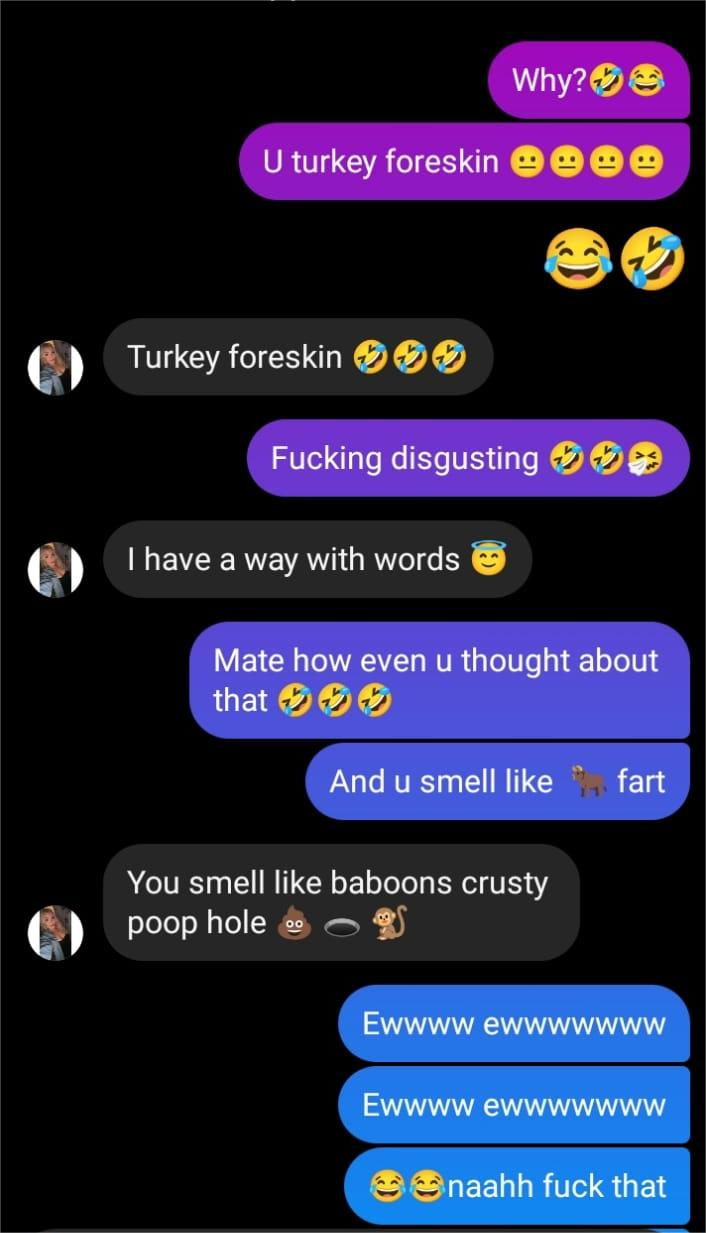 Why?🤣😂
U turkey foreskin 😐😐😐😐
😂🤣
Turkey foreskin 🤣🤣🤣
Fucking disgusting 🤣🤣🤧
I have a way with words 😇
Mate how even u thought about
that 🤣🤣🤣
And u smell like 🐂 fart
You smell like baboons crusty
poop hole 💩 🕳️ 🐒
Ewwww ewwwwwww
Ewwww ewwwwwww
😂😂naahh fuck that